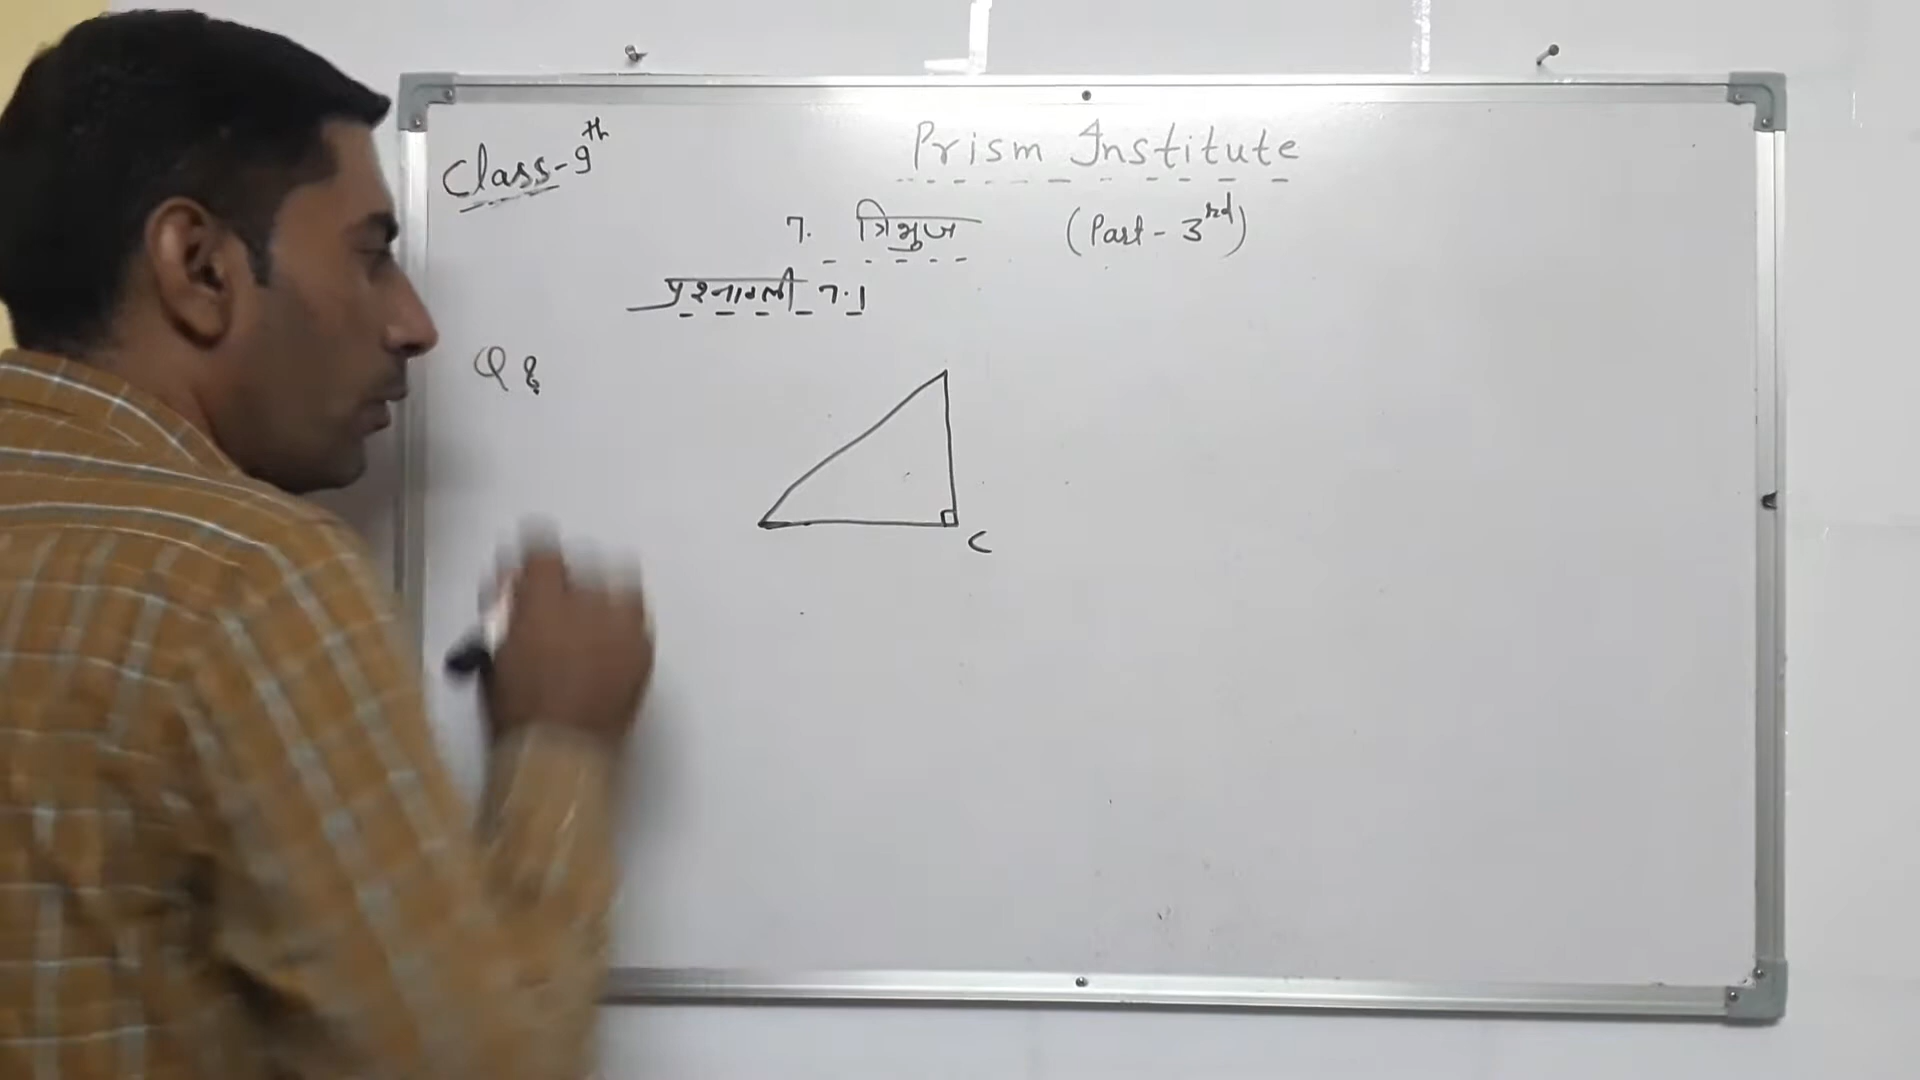 Class-9th
Prism Institute
7. त्रिभुज (Part-3rd)
प्रश्नावली 7.1
Q 8
C